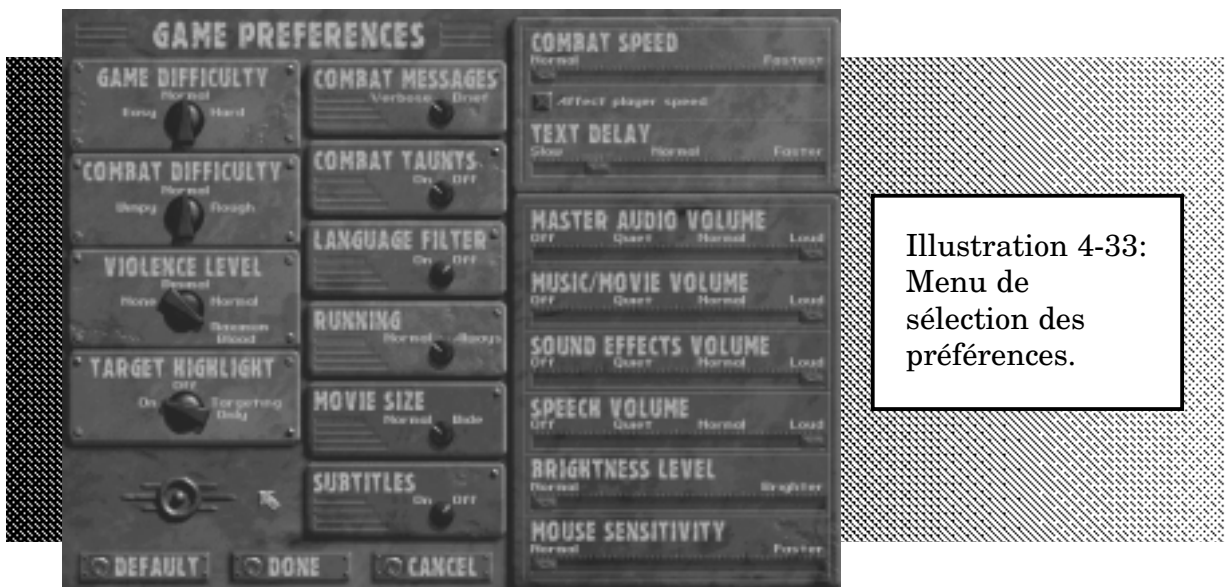 GAME PREFERENCES
GAME DIFFICULTY
Normal
Easy Hard
COMBAT DIFFICULTY
Normal
Wimpy Rough
VIOLENCE LEVEL
Minimal
None Normal
Maximum
Blood
TARGET HIGHLIGHT
Off
On Targeting
Only
COMBAT MESSAGES
Verbose Brief
COMBAT TAUNTS
On Off
LANGUAGE FILTER
On Off
RUNNING
Normal Always
MOVIE SIZE
Normal Wide
SUBTITLES
On Off
DEFAULT DONE CANCEL
COMBAT SPEED
Normal Fastest
Affect player speed
TEXT DELAY
Slow Normal Faster
MASTER AUDIO VOLUME
Off Quiet Normal Loud
MUSIC/MOVIE VOLUME
Off Quiet Normal Loud
SOUND EFFECTS VOLUME
Off Quiet Normal Loud
SPEECH VOLUME
Off Quiet Normal Loud
BRIGHTNESS LEVEL
Normal Brighter
MOUSE SENSITIVITY
Normal Faster
Illustration 4-33:
Menu de
sélection des
préférences.